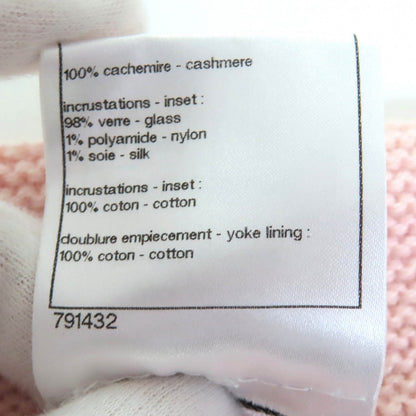 100% cachemire - cashmere
incrustations - inset :
98% verre - glass
1% polyamide - nylon
1% soie - silk
incrustations - inset :
100% coton - cotton
doublure empiecement - yoke lining :
100% coton - cotton
791432